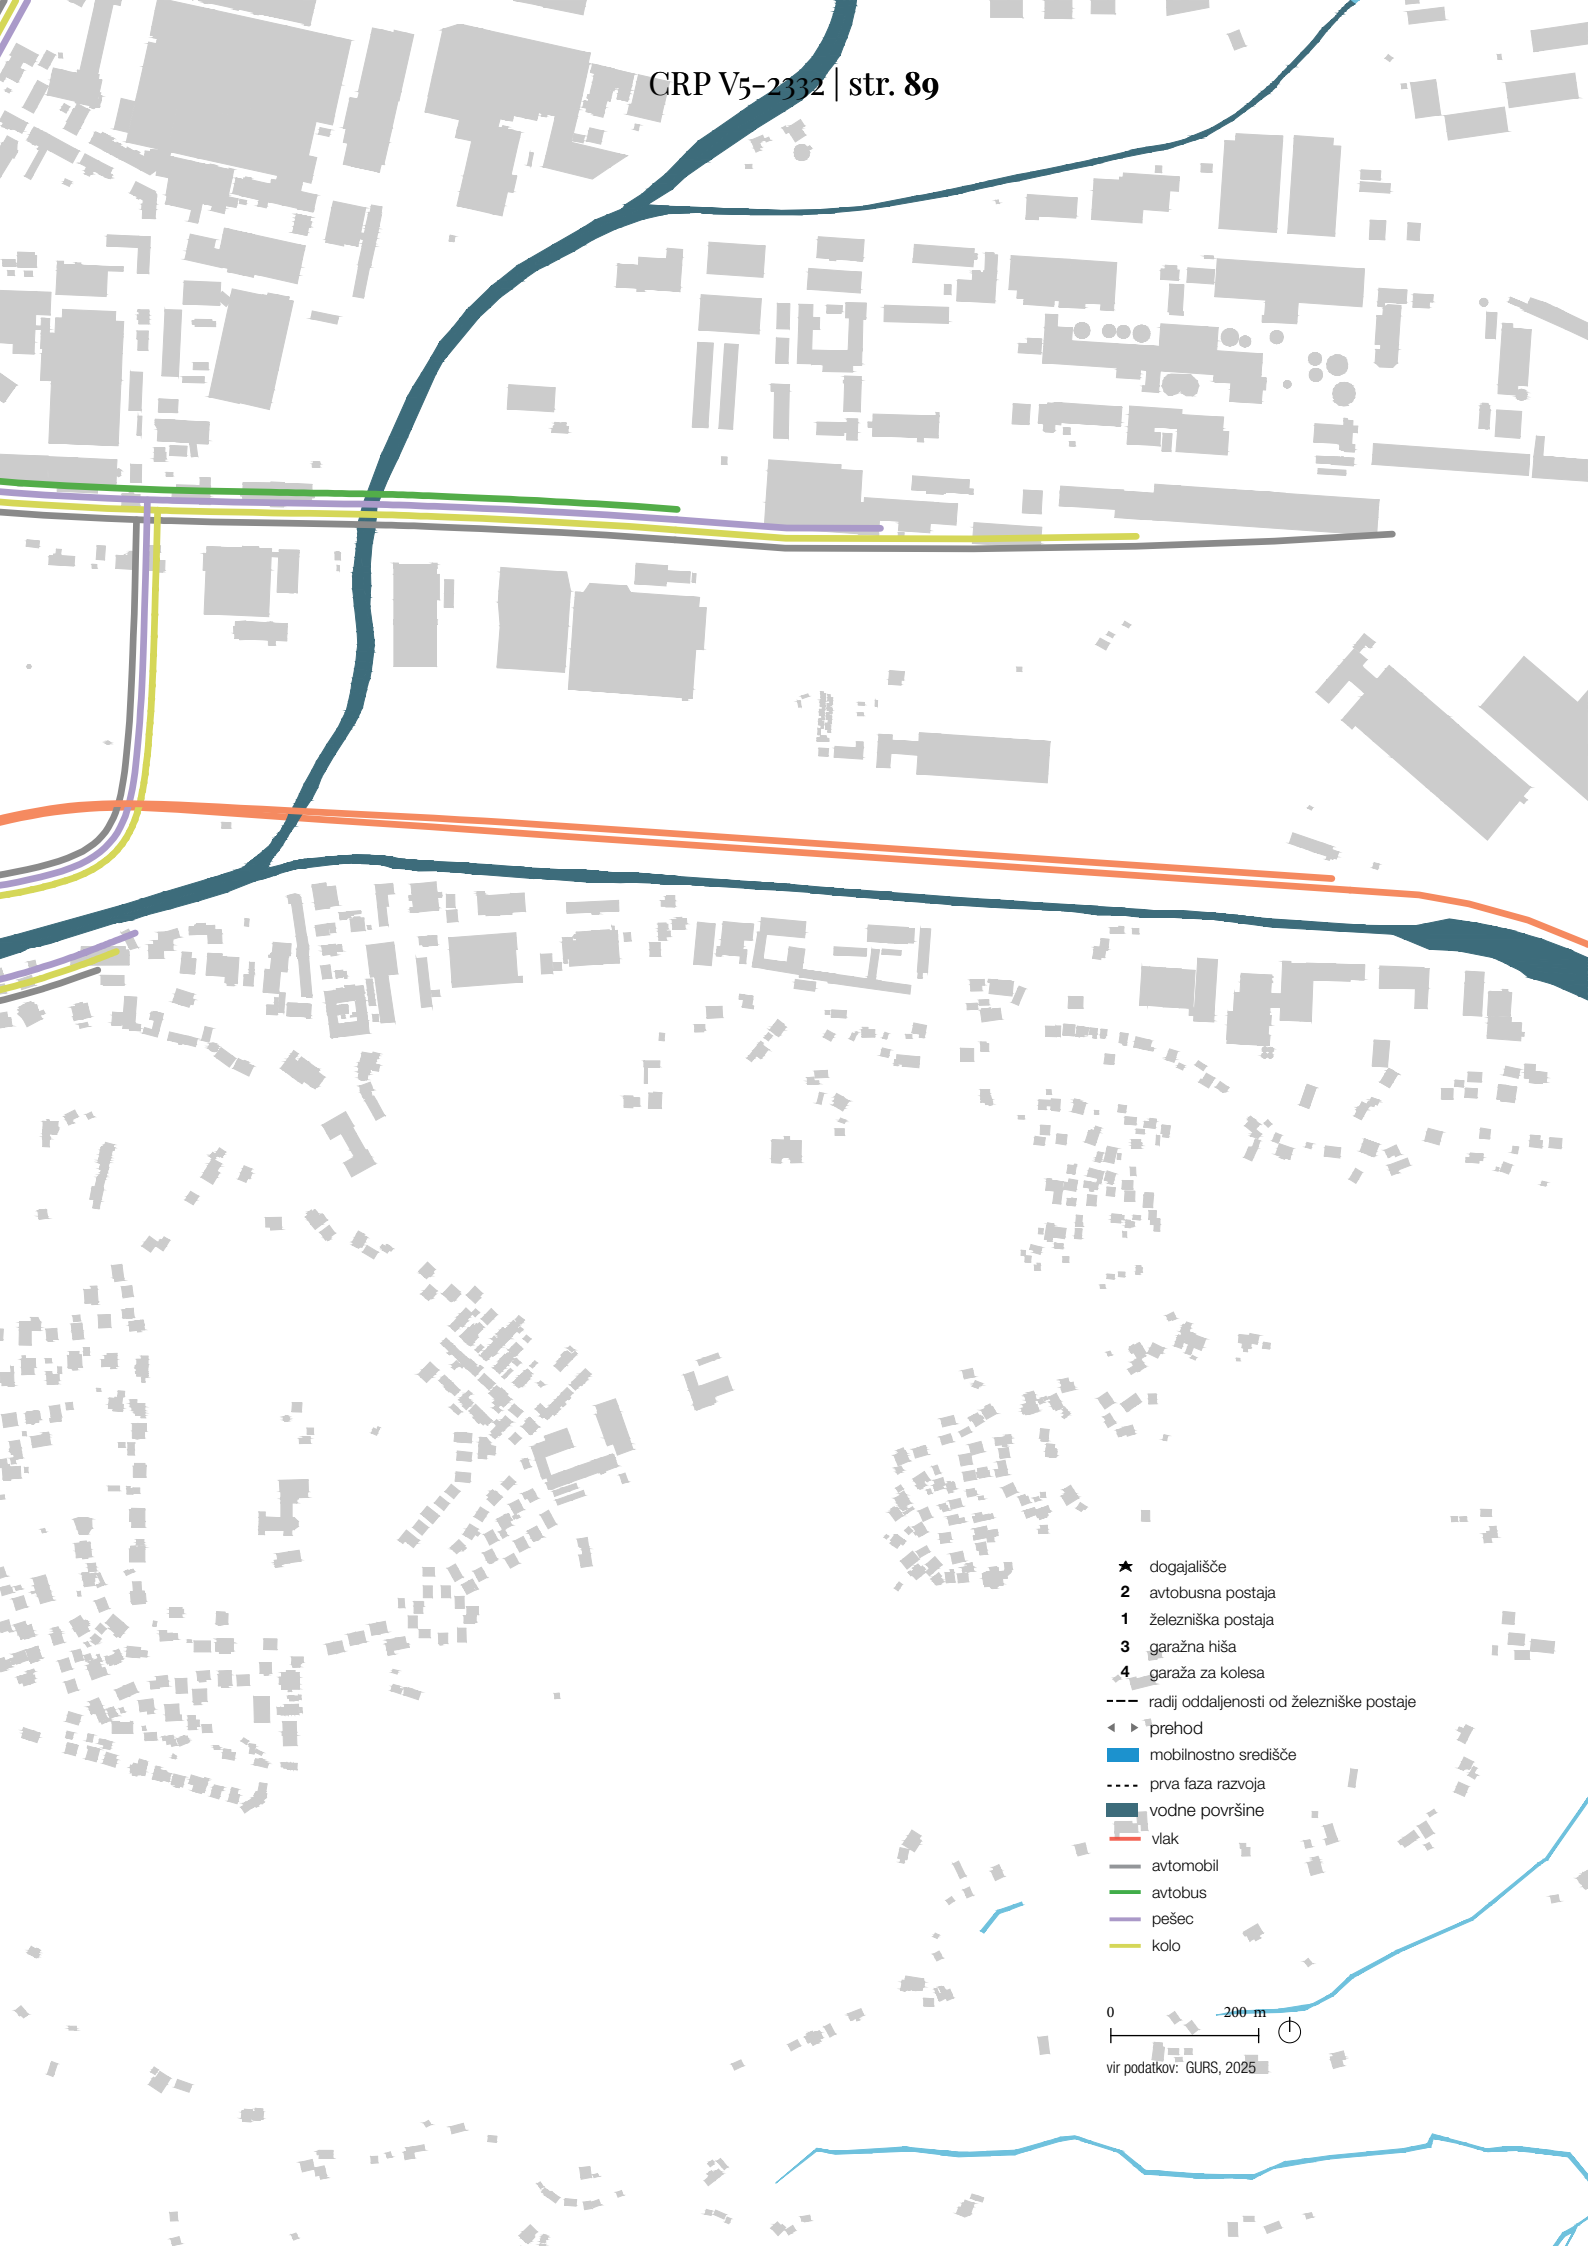 CRP V5-2332 | str. 89
dogajališče
2 avtobusna postaja
1 železniška postaja
3 garažna hiša
4 garaža za kolesa
radij oddaljenosti od železniške postaje
prehod
mobilnostno središče
prva faza razvoja
vodne površine
vlak
avtomobil
avtobus
pešec
kolo
0 200 m
vir podatkov: GURS, 2025